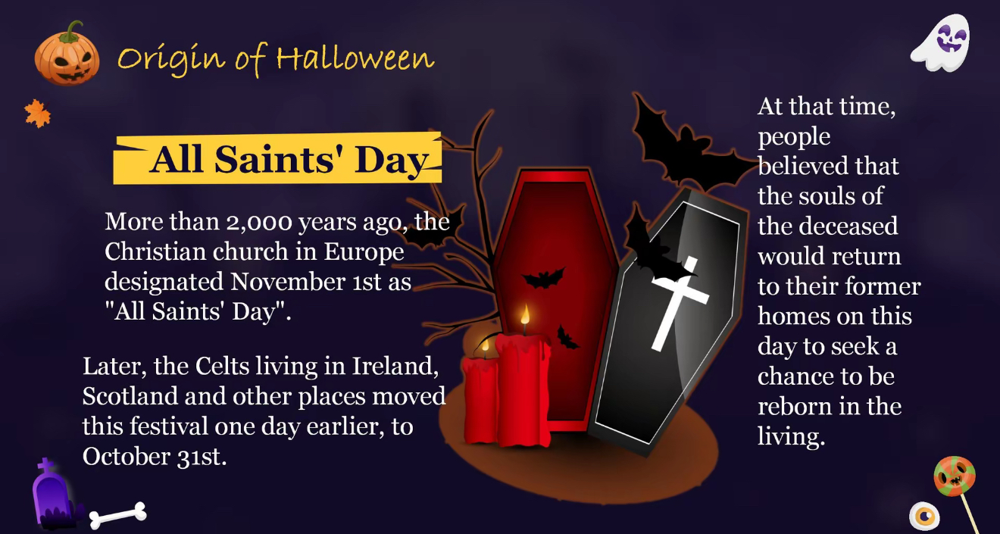 Origin of Halloween
All Saints' Day
More than 2,000 years ago, the
Christian church in Europe
designated November 1st as
"All Saints' Day".
Later, the Celts living in Ireland,
Scotland and other places moved
this festival one day earlier, to
October 31st.
At that time,
people
believed that
the souls of
the deceased
would return
to their former
homes on this
day to seek a
chance to be
reborn in the
living.